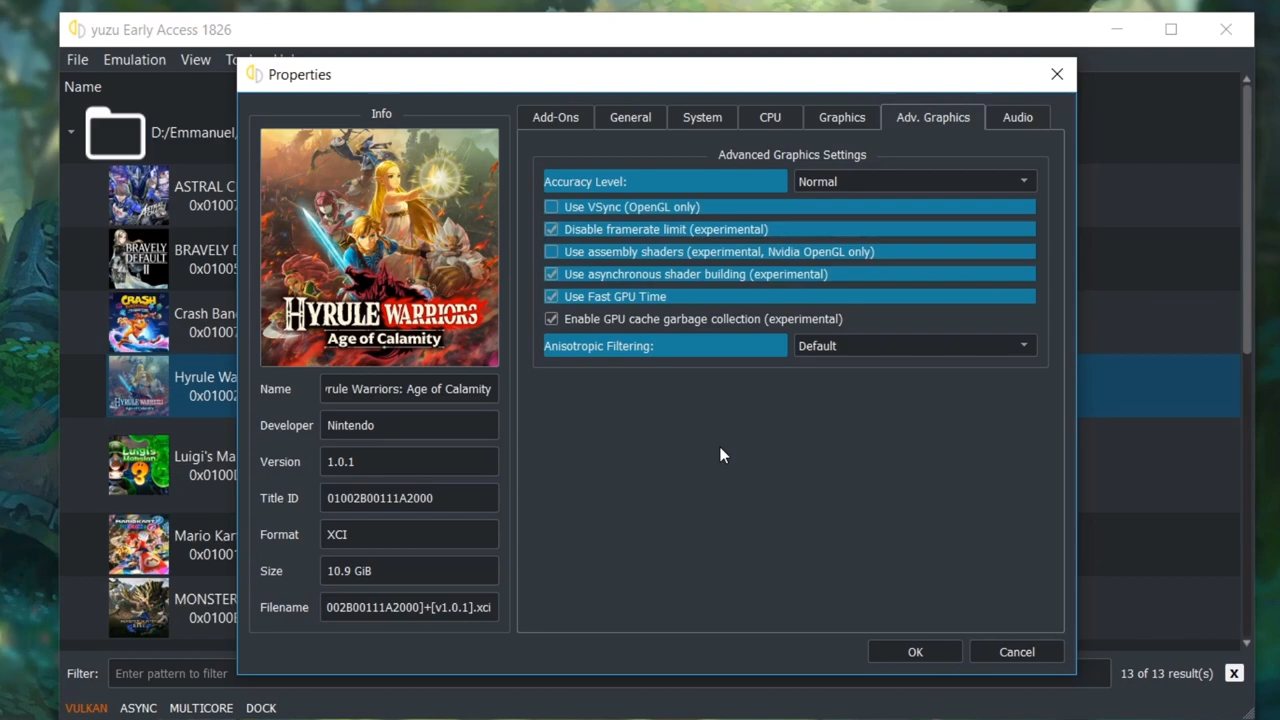 yuzu Early Access 1826
File Emulation View
Name
D:/Emmanuel,
ASTRAL C
0x01007
BRAVELY D
0x01005
Crash Ban
0x01007
Hyrule Wa
0x01002
Luigi's Ma
0x0100D
Mario Kar
0x01001
MONSTER
0x0100E
Properties
Info
HYRULE WARRIORS
Age of Calamity
Name rule Warriors: Age of Calamity
Developer Nintendo
Version 1.0.1
Title ID 01002B00111A2000
Format XCI
Size 10.9 GiB
Filename 002B00111A2000]+[v1.0.1].xci
Add-Ons General System CPU Graphics Adv. Graphics Audio
Advanced Graphics Settings
Accuracy Level: Normal
Use VSync (OpenGL only)
Disable framerate limit (experimental)
Use assembly shaders (experimental, Nvidia OpenGL only)
Use asynchronous shader building (experimental)
Use Fast GPU Time
Enable GPU cache garbage collection (experimental)
Anisotropic Filtering: Default
OK Cancel
Filter: Enter pattern to filter 13 of 13 result(s) X
VULKAN ASYNC MULTICORE DOCK